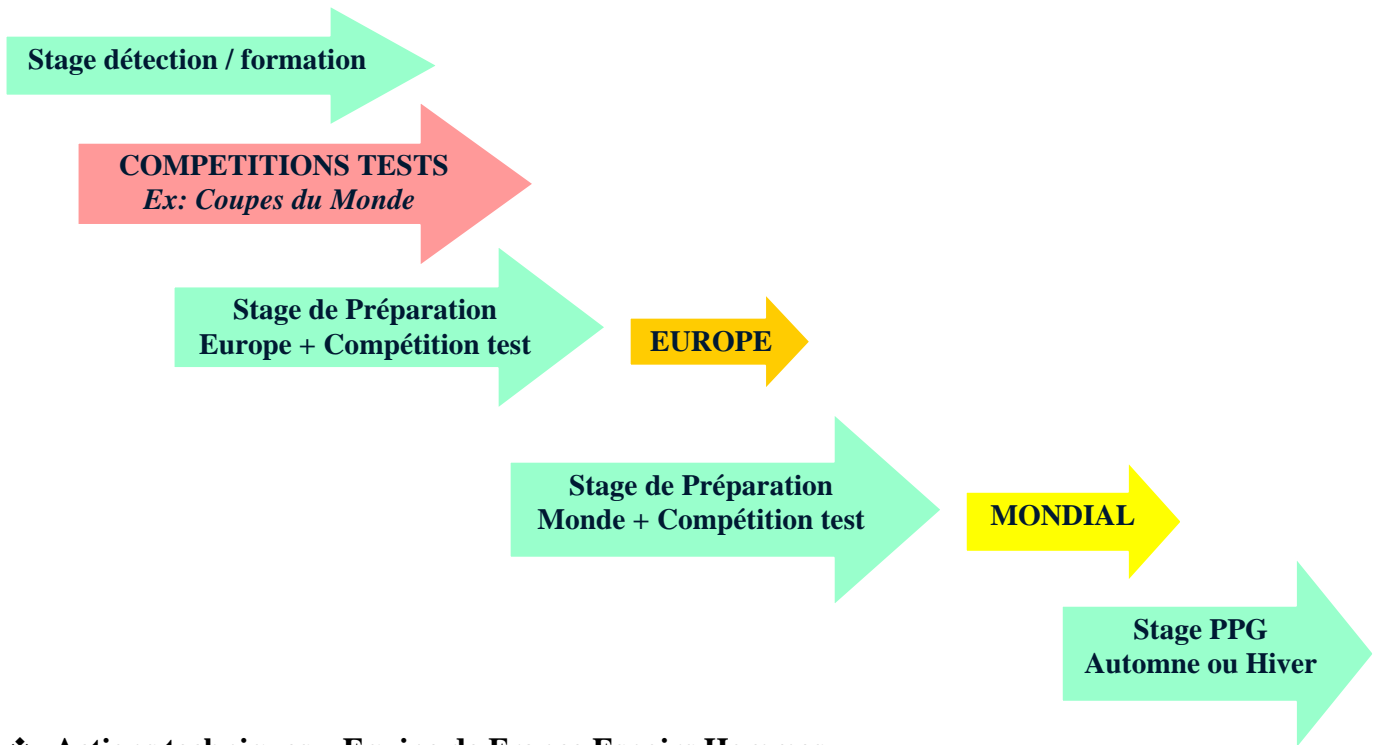 Stage détection / formation
COMPETITIONS TESTS
Ex: Coupes du Monde
Stage de Préparation
Europe + Compétition test
EUROPE
Stage de Préparation
Monde + Compétition test
MONDIAL
Stage PPG
Automne ou Hiver